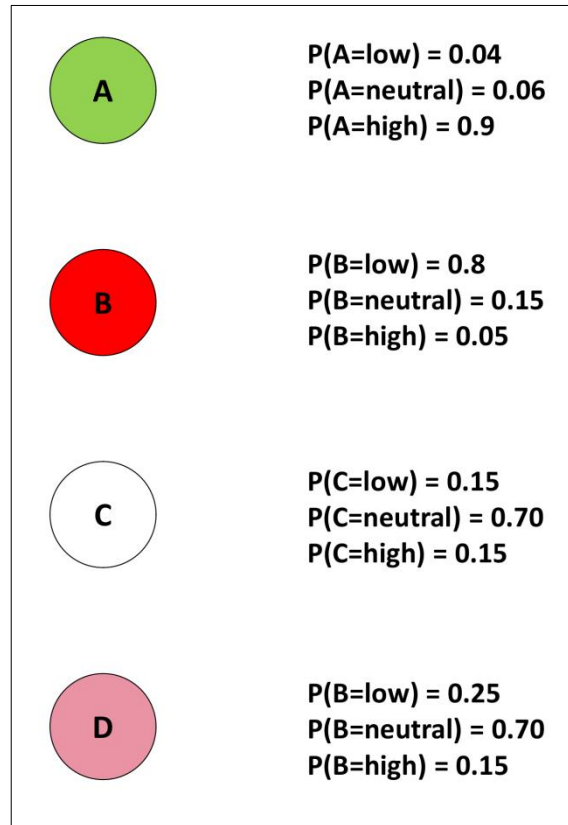 A
P(A=low) = 0.04
P(A=neutral) = 0.06
P(A=high) = 0.9
B
P(B=low) = 0.8
P(B=neutral) = 0.15
P(B=high) = 0.05
C
P(C=low) = 0.15
P(C=neutral) = 0.70
P(C=high) = 0.15
D
P(B=low) = 0.25
P(B=neutral) = 0.70
P(B=high) = 0.15